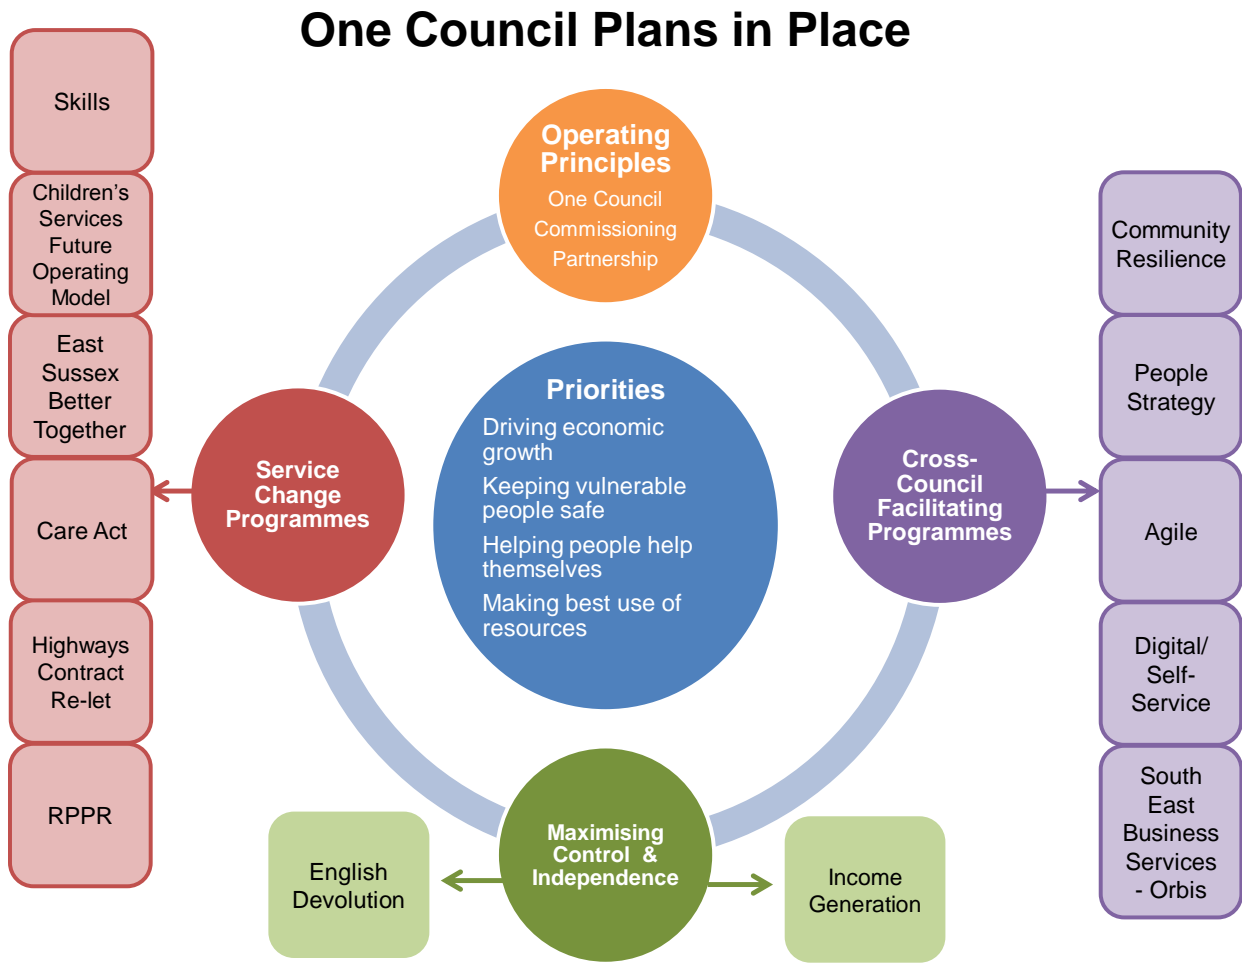 One Council Plans in Place
Skills
Children’s
Services
Future
Operating
Model
East
Sussex
Better
Together
Care Act
Highways
Contract
Re-let
RPPR
Operating
Principles
One Council
Commissioning
Partnership
Service
Change
Programmes
Priorities
Driving economic
growth
Keeping vulnerable
people safe
Helping people help
themselves
Making best use of
resources
Cross-
Council
Facilitating
Programmes
Maximising
Control &
Independence
English
Devolution
Income
Generation
Community
Resilience
People
Strategy
Agile
Digital/
Self-
Service
South
East
Business
Services
- Orbis